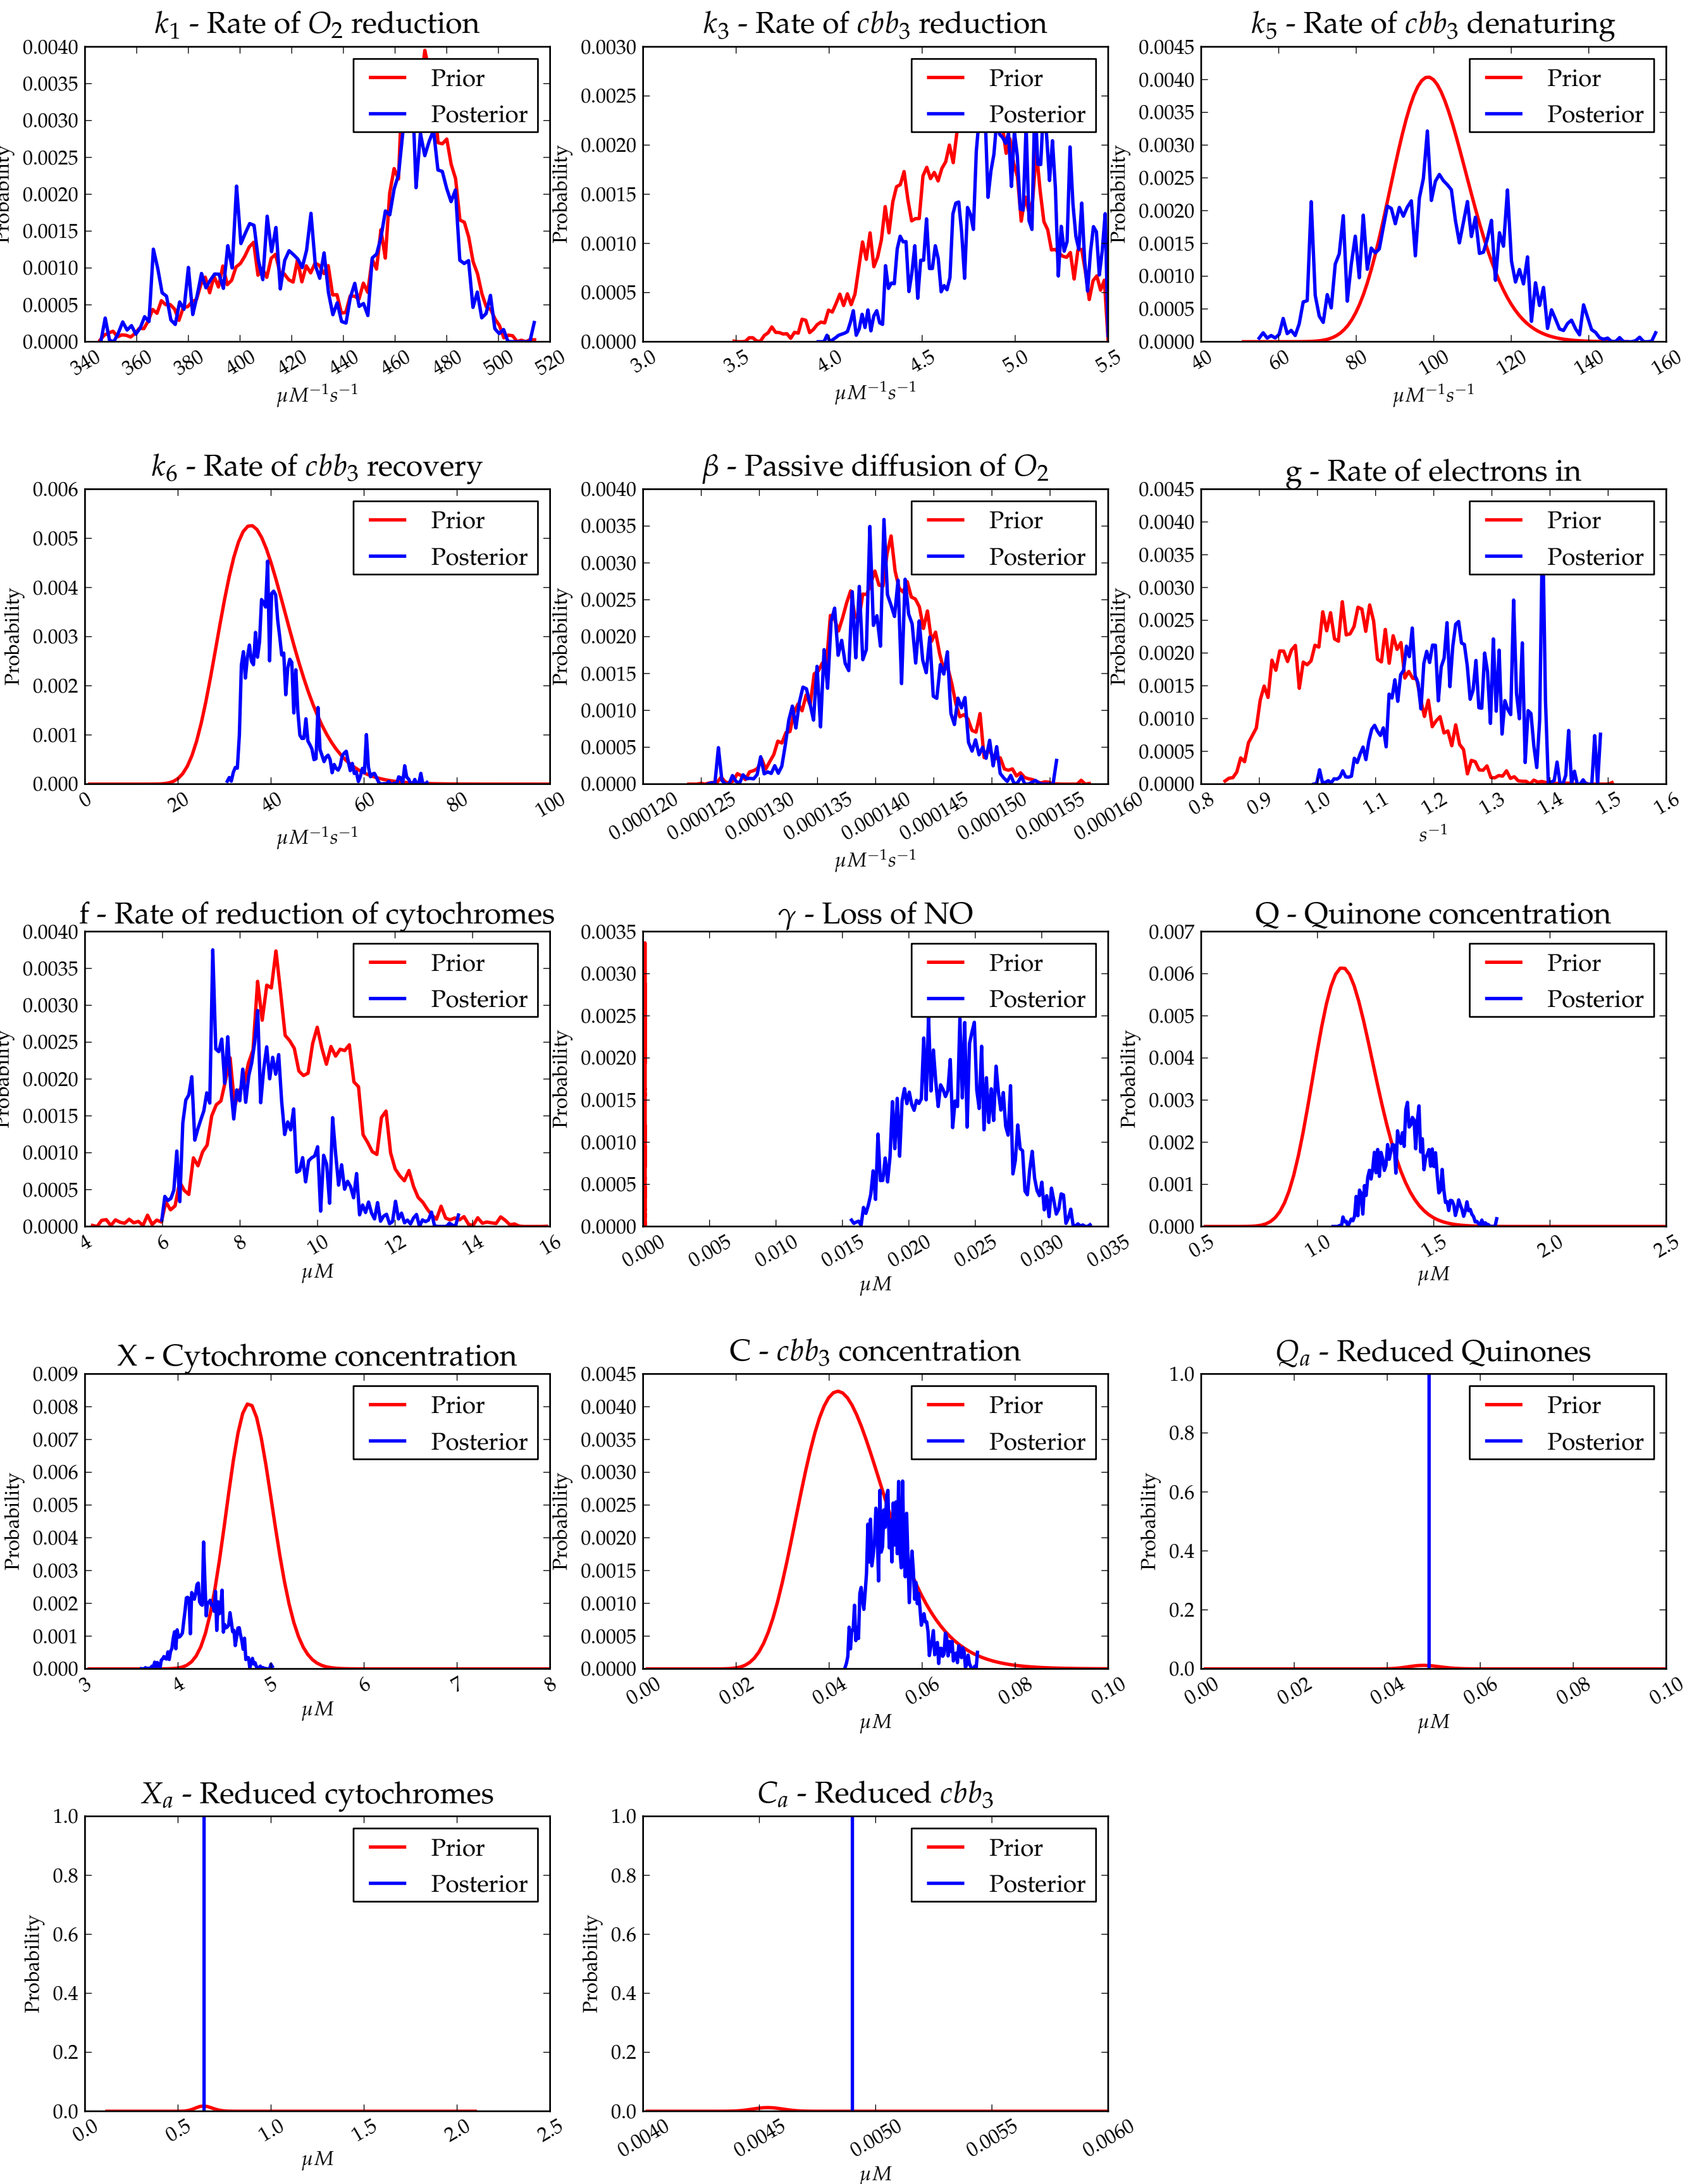 k₁ - Rate of O₂ reduction
0.0040
0.0035
0.0030
0.0025
0.0020
0.0015
0.0010
0.0005
0.0000
Probability
Prior
Posterior
340 360 380 400 420 440 460 480 500 520
μM⁻¹s⁻¹
k₃ - Rate of cbb₃ reduction
0.0030
0.0025
0.0020
0.0015
0.0010
0.0005
0.0000
Probability
Prior
Posterior
3.0 3.5 4.0 4.5 5.0 5.5
μM⁻¹s⁻¹
k₅ - Rate of cbb₃ denaturing
0.0045
0.0040
0.0035
0.0030
0.0025
0.0020
0.0015
0.0010
0.0005
0.0000
Probability
Prior
Posterior
40 60 80 100 120 140 160
μM⁻¹s⁻¹
k₆ - Rate of cbb₃ recovery
0.006
0.005
0.004
0.003
0.002
0.001
0.000
Probability
Prior
Posterior
0 20 40 60 80 100
μM⁻¹s⁻¹
β - Passive diffusion of O₂
0.0040
0.0035
0.0030
0.0025
0.0020
0.0015
0.0010
0.0005
0.0000
Probability
Prior
Posterior
0.000120 0.000125 0.000130 0.000135 0.000140 0.000145 0.000150 0.000155 0.000160
μM⁻¹s⁻¹
g - Rate of electrons in
0.0045
0.0040
0.0035
0.0030
0.0025
0.0020
0.0015
0.0010
0.0005
0.0000
Probability
Prior
Posterior
0.8 0.9 1.0 1.1 1.2 1.3 1.4 1.5 1.6
s⁻¹
f - Rate of reduction of cytochromes
0.0040
0.0035
0.0030
0.0025
0.0020
0.0015
0.0010
0.0005
0.0000
Probability
Prior
Posterior
4 6 8 10 12 14 16
μM
γ - Loss of NO
0.0035
0.0030
0.0025
0.0020
0.0015
0.0010
0.0005
0.0000
Probability
Prior
Posterior
0.000 0.005 0.010 0.015 0.020 0.025 0.030 0.035
μM
Q - Quinone concentration
0.007
0.006
0.005
0.004
0.003
0.002
0.001
0.000
Probability
Prior
Posterior
0.5 1.0 1.5 2.0 2.5
μM
X - Cytochrome concentration
0.009
0.008
0.007
0.006
0.005
0.004
0.003
0.002
0.001
0.000
Probability
Prior
Posterior
3 4 5 6 7 8
μM
C - cbb₃ concentration
0.0045
0.0040
0.0035
0.0030
0.0025
0.0020
0.0015
0.0010
0.0005
0.0000
Probability
Prior
Posterior
0.00 0.02 0.04 0.06 0.08 0.10
μM
Qₐ - Reduced Quinones
1.0
0.8
0.6
0.4
0.2
0.0
Probability
Prior
Posterior
0.00 0.02 0.04 0.06 0.08 0.10
μM
Xₐ - Reduced cytochromes
1.0
0.8
0.6
0.4
0.2
0.0
Probability
Prior
Posterior
0.0 0.5 1.0 1.5 2.0 2.5
μM
Cₐ - Reduced cbb₃
1.0
0.8
0.6
0.4
0.2
0.0
Probability
Prior
Posterior
0.0040 0.0045 0.0050 0.0055 0.0060
μM